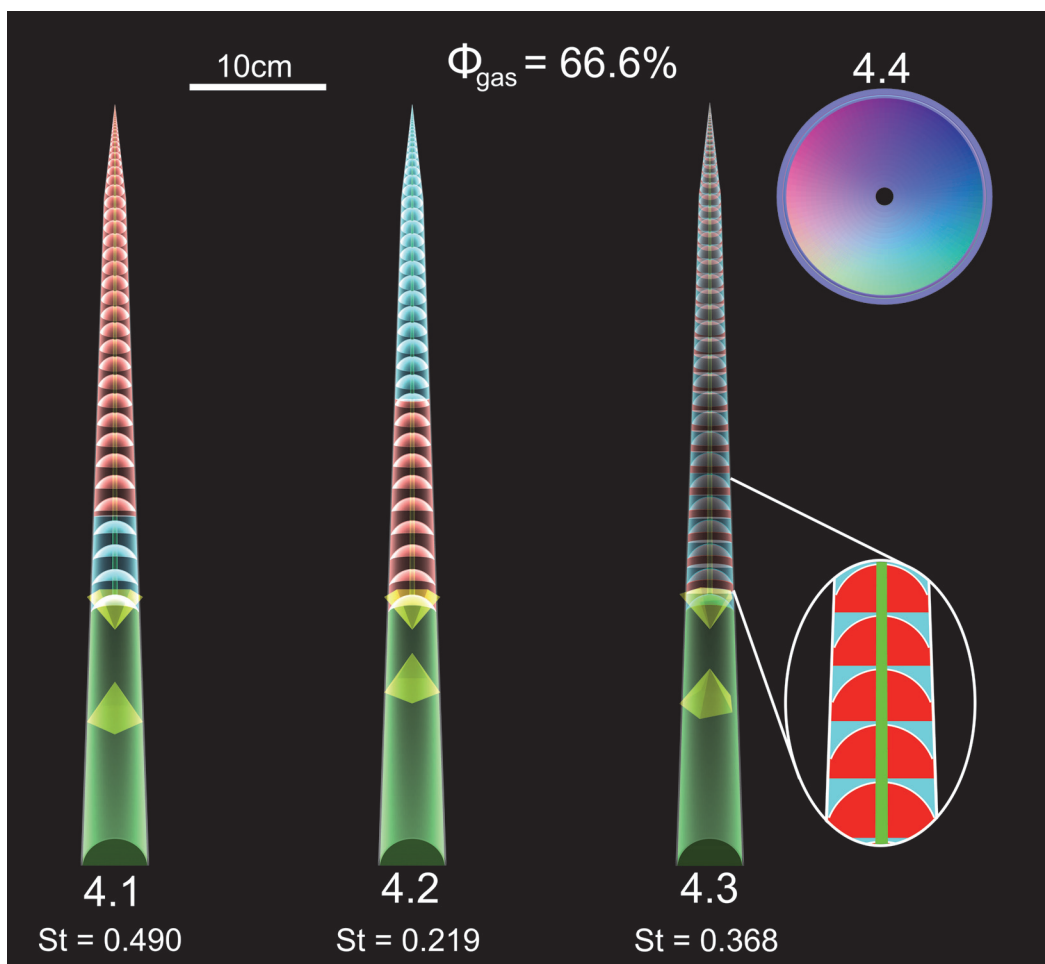 10cm
Φgas = 66.6%
4.4
4.1
4.2
4.3
St = 0.490
St = 0.219
St = 0.368